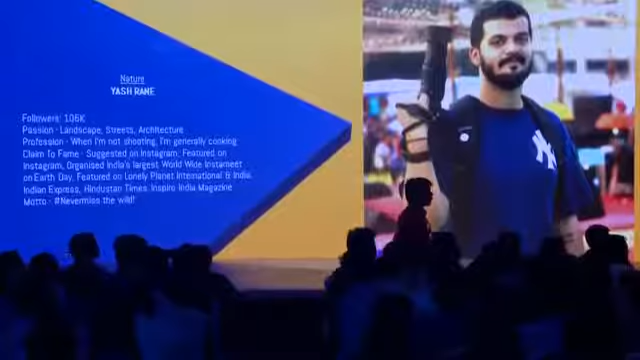 Nature
YASH RANE
Followers: 106K
Passion - Landscape, Streets, Architecture
Profession - When I'm not shooting, I'm generally cooking
Claim To Fame - Suggested on Instagram, Featured on
Instagram, Organised India's largest World Wide Instameet
on Earth Day, Featured on Lonely Planet International & India,
Indian Express, Hindustan Times, Inspire India Magazine
Motto - #Nevermiss the wild!
NY